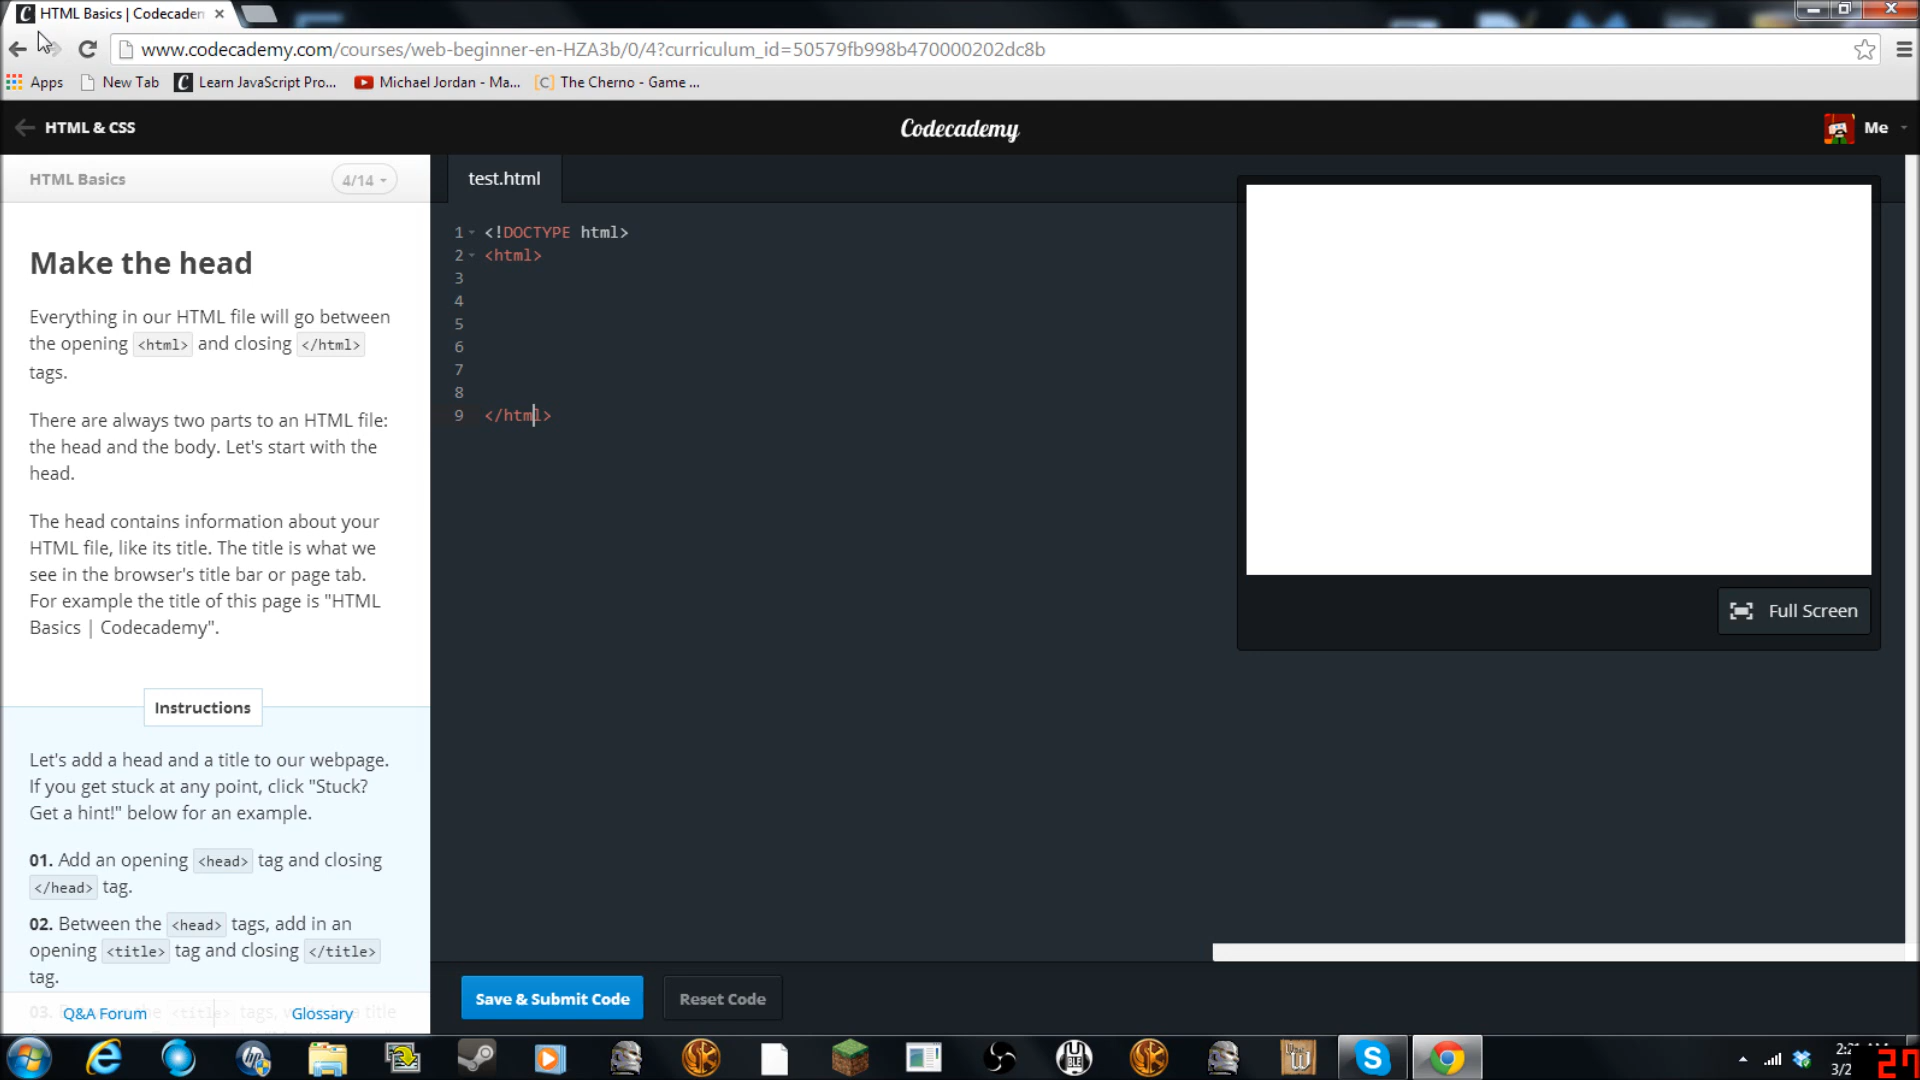 HTML Basics | Codecaden
www.codecademy.com/courses/web-beginner-en-HZA3b/0/4?curriculum_id=50579fb998b470000202dc8b
Apps New Tab Learn JavaScript Pro... Michael Jordan - Ma... [C] The Cherno - Game ...
HTML & CSS Codecademy Me
HTML Basics 4/14 test.html
1 <!DOCTYPE html>
2 <html>
3
4
5
6
7
8
9 </html>
Make the head
Everything in our HTML file will go between
the opening <html> and closing </html>
tags.
There are always two parts to an HTML file:
the head and the body. Let's start with the
head.
The head contains information about your
HTML file, like its title. The title is what we
see in the browser's title bar or page tab.
For example the title of this page is "HTML
Basics | Codecademy".
Full Screen
Instructions
Let's add a head and a title to our webpage.
If you get stuck at any point, click "Stuck?
Get a hint!" below for an example.
01. Add an opening <head> tag and closing
</head> tag.
02. Between the <head> tags, add in an
opening <title> tag and closing </title>
tag.
03. <title> tags, title
Q&A Forum Glossary
Save & Submit Code Reset Code
27